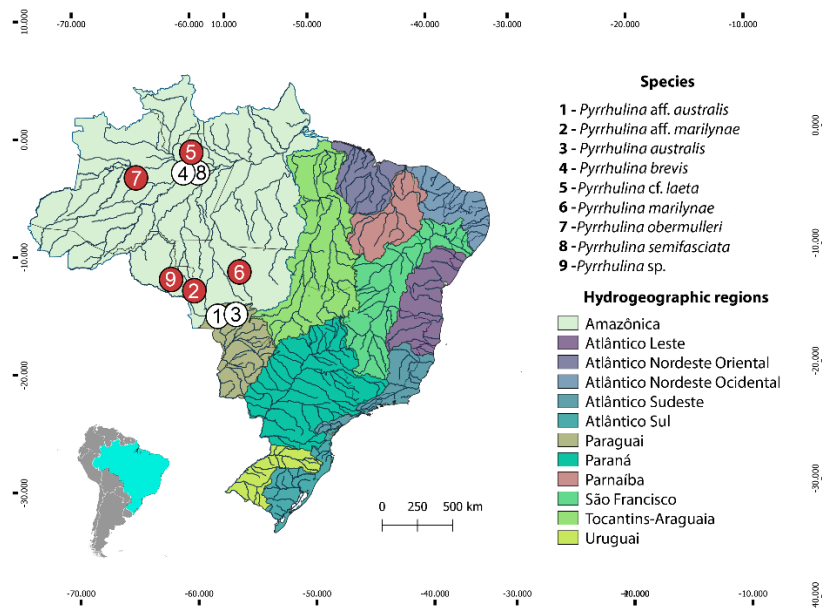 -70.000 -60.000 10.000 -50.000 -40.000 -30.000 -20.000 -10.000
10.000
0.000
-10.000
-20.000
-30.000
5
4 8
7
6
9
2
1 3
Species
1 - Pyrrhulina aff. australis
2 - Pyrrhulina aff. marilynae
3 - Pyrrhulina australis
4 - Pyrrhulina brevis
5 - Pyrrhulina cf. laeta
6 - Pyrrhulina marilynae
7 - Pyrrhulina obermulleri
8 - Pyrrhulina semifasciata
9 - Pyrrhulina sp.
Hydrogeographic regions
Amazônica
Atlântico Leste
Atlântico Nordeste Oriental
Atlântico Nordeste Ocidental
Atlântico Sudeste
Atlântico Sul
Paraguai
Paraná
Parnaíba
São Francisco
Tocantins-Araguaia
Uruguai
0 250 500 km
0.000
-10.000
-20.000
-30.000
40.000
-70.000 -60.000 -50.000 -40.000 -30.000 -20.000 -10.000